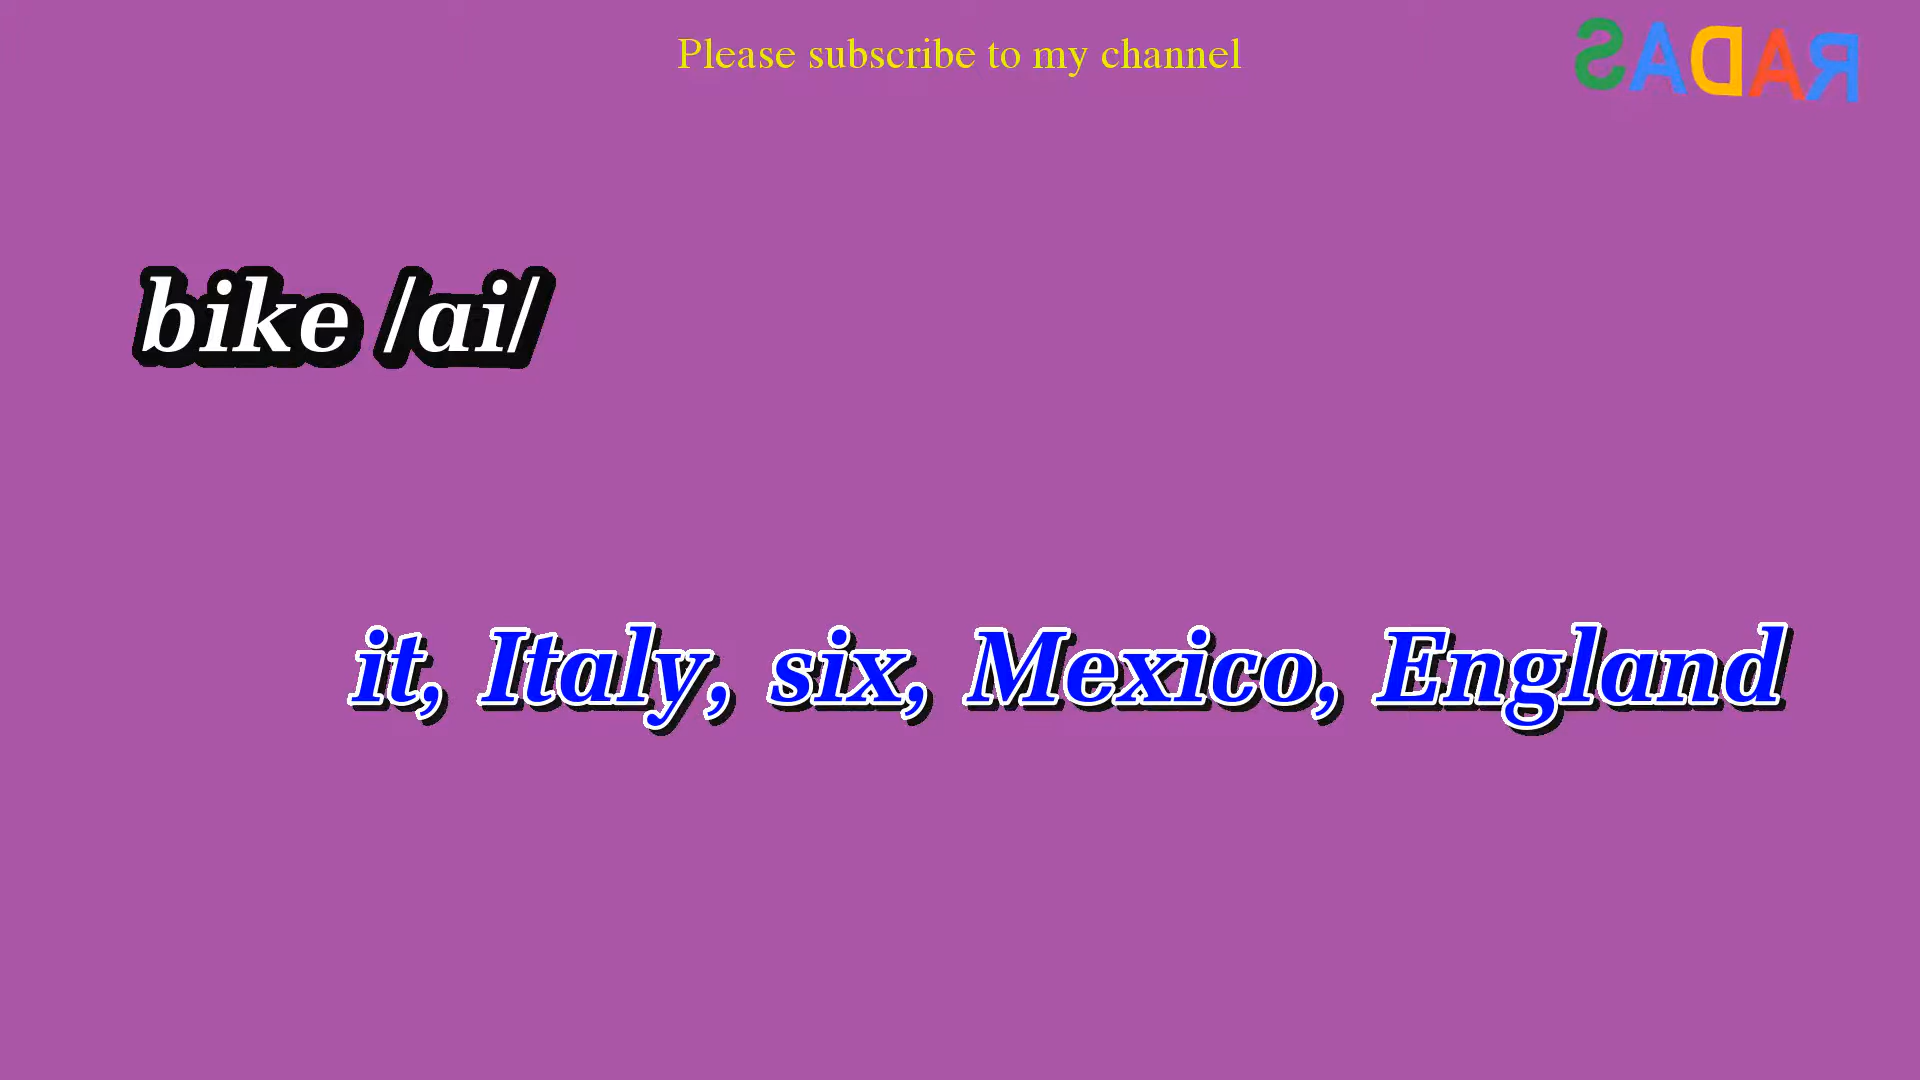 Please subscribe to my channel
RADAS
bike /ai/
it, Italy, six, Mexico, England